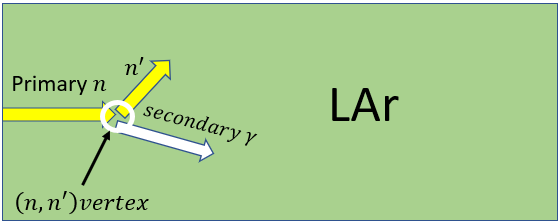 Primary n
n'
secondary γ
LAr
(n, n')vertex